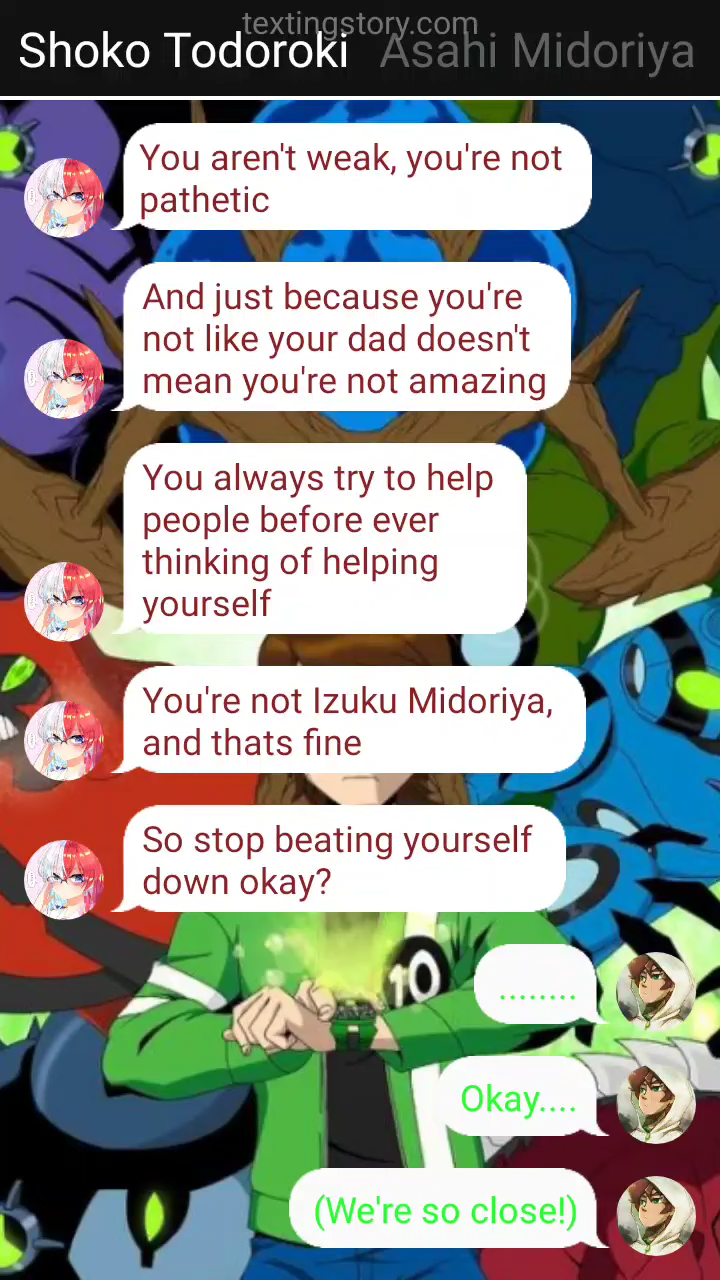 textingstory.com
Shoko Todoroki Asahi Midoriya
You aren't weak, you're not
pathetic
And just because you're
not like your dad doesn't
mean you're not amazing
You always try to help
people before ever
thinking of helping
yourself
You're not Izuku Midoriya,
and thats fine
So stop beating yourself
down okay?
10
........
Okay....
(We're so close!)